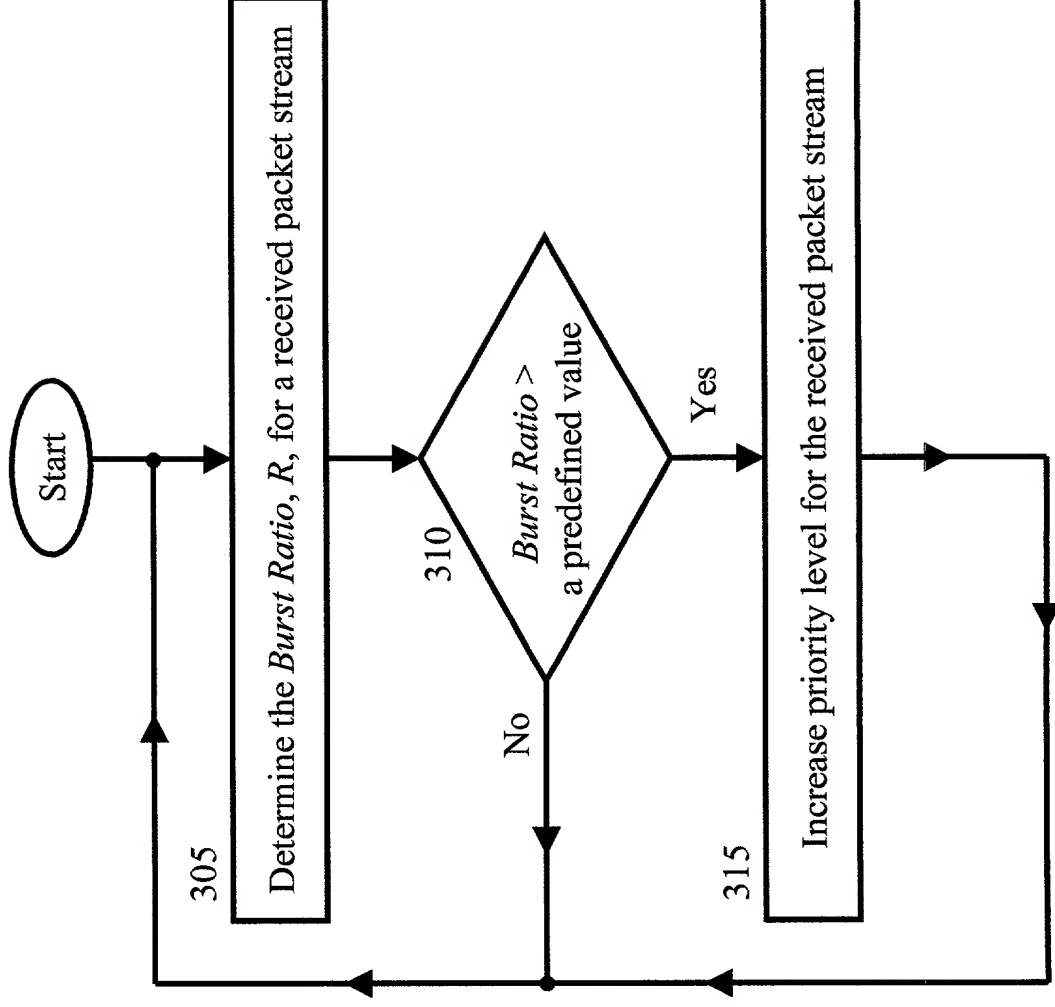 Start
305
Determine the Burst Ratio, R, for a received packet stream
310
Burst Ratio >
a predefined value
No
Yes
315
Increase priority level for the received packet stream